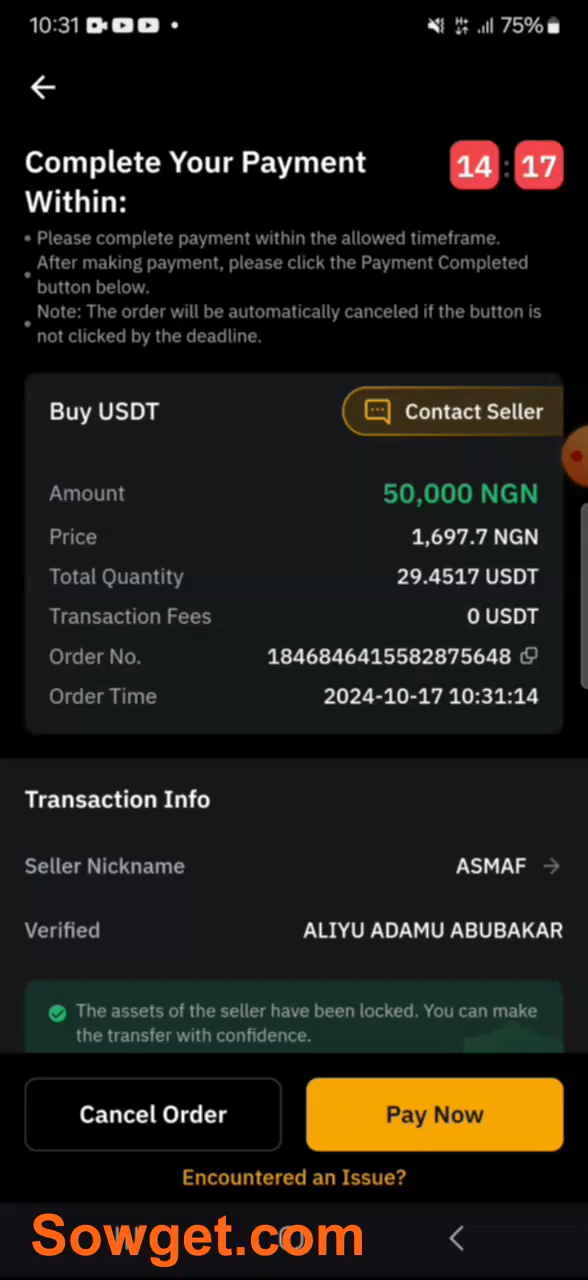 10:31
75%
Complete Your Payment
14 : 17
Within:
• Please complete payment within the allowed timeframe.
• After making payment, please click the Payment Completed
button below.
• Note: The order will be automatically canceled if the button is
not clicked by the deadline.
Buy USDT
Contact Seller
Amount 50,000 NGN
Price 1,697.7 NGN
Total Quantity 29.4517 USDT
Transaction Fees 0 USDT
Order No. 1846846415582875648
Order Time 2024-10-17 10:31:14
Transaction Info
Seller Nickname ASMAF
Verified ALIYU ADAMU ABUBAKAR
The assets of the seller have been locked. You can make
the transfer with confidence.
Cancel Order
Pay Now
Encountered an Issue?
Sowget.com